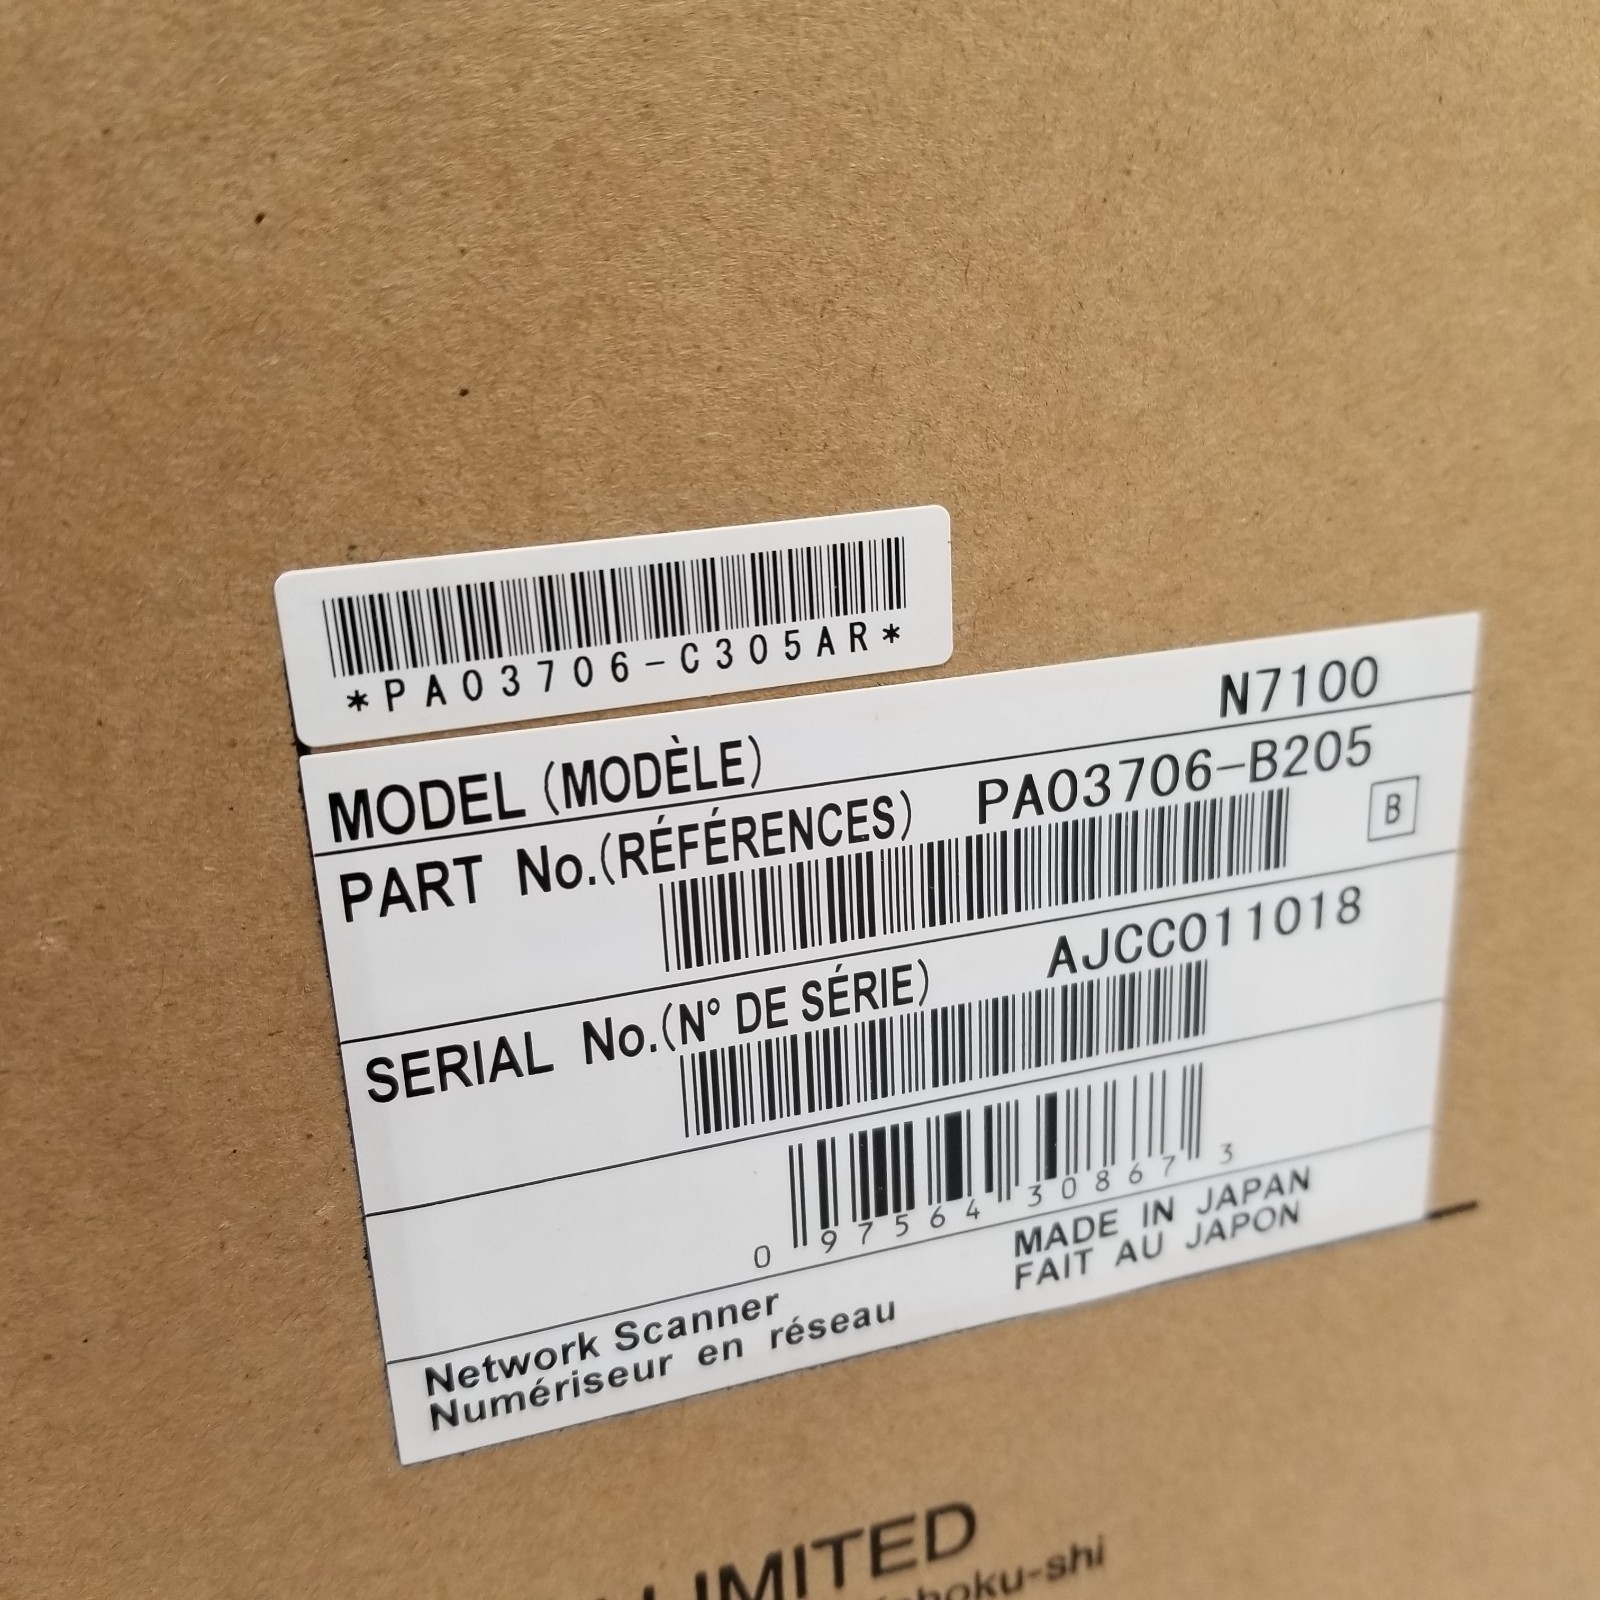 *PA03706-C305AR*
MODEL (MODÈLE) N7100
PART No.(RÉFÉRENCES) PA03706-B205
B
SERIAL No.(N° DE SÉRIE) AJCC011018
0 97564 30867 3
MADE IN JAPAN
FAIT AU JAPON
Network Scanner
Numériseur en réseau
LIMITED